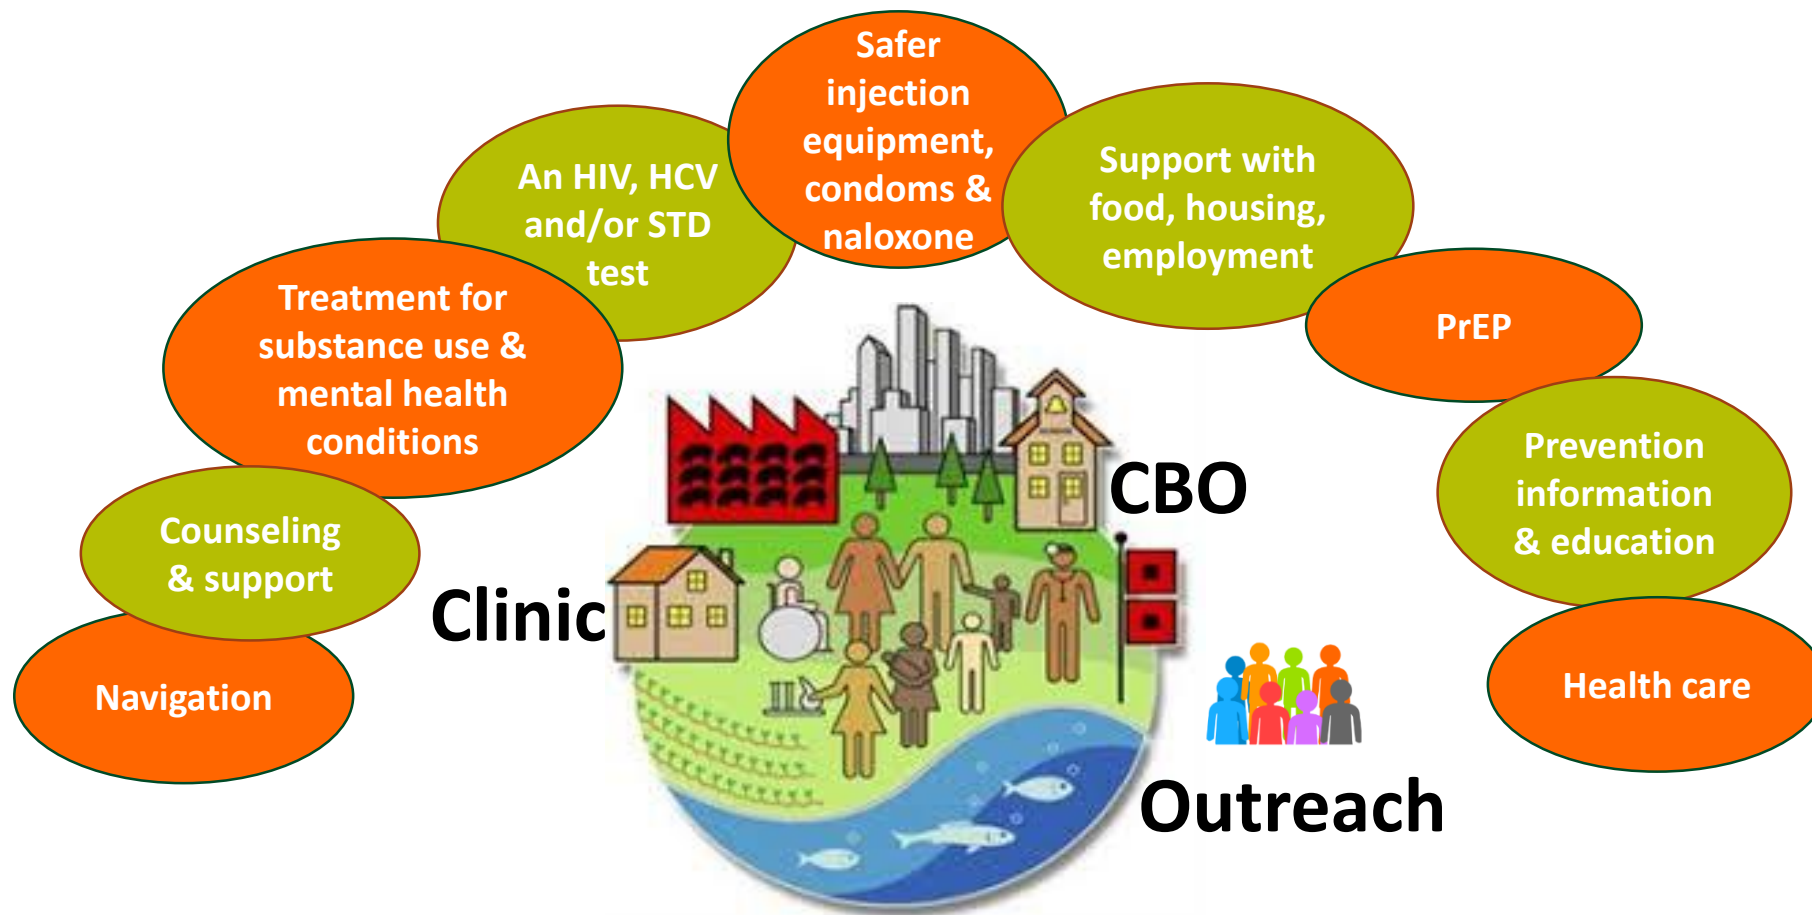 Safer
injection
equipment,
condoms &
naloxone
An HIV, HCV
and/or STD
test
Support with
food, housing,
employment
Treatment for
substance use &
mental health
conditions
PrEP
Prevention
information
& education
Counseling
& support
Navigation
Health care
CBO
Clinic
Outreach